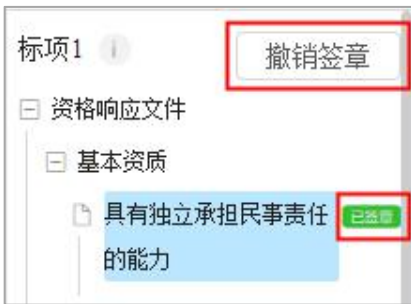 标项1
撤销签章
资格响应文件
基本资质
具有独立承担民事责任 已签章
的能力